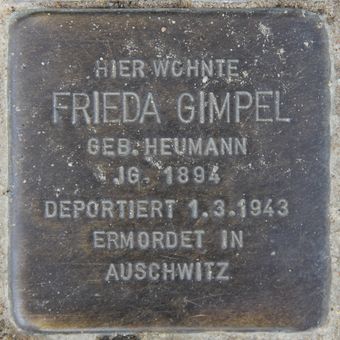 HIER WOHNTE
FRIEDA GIMPEL
GEB. HEUMANN
JG. 1894
DEPORTIERT 1.3.1943
ERMORDET IN
AUSCHWITZ